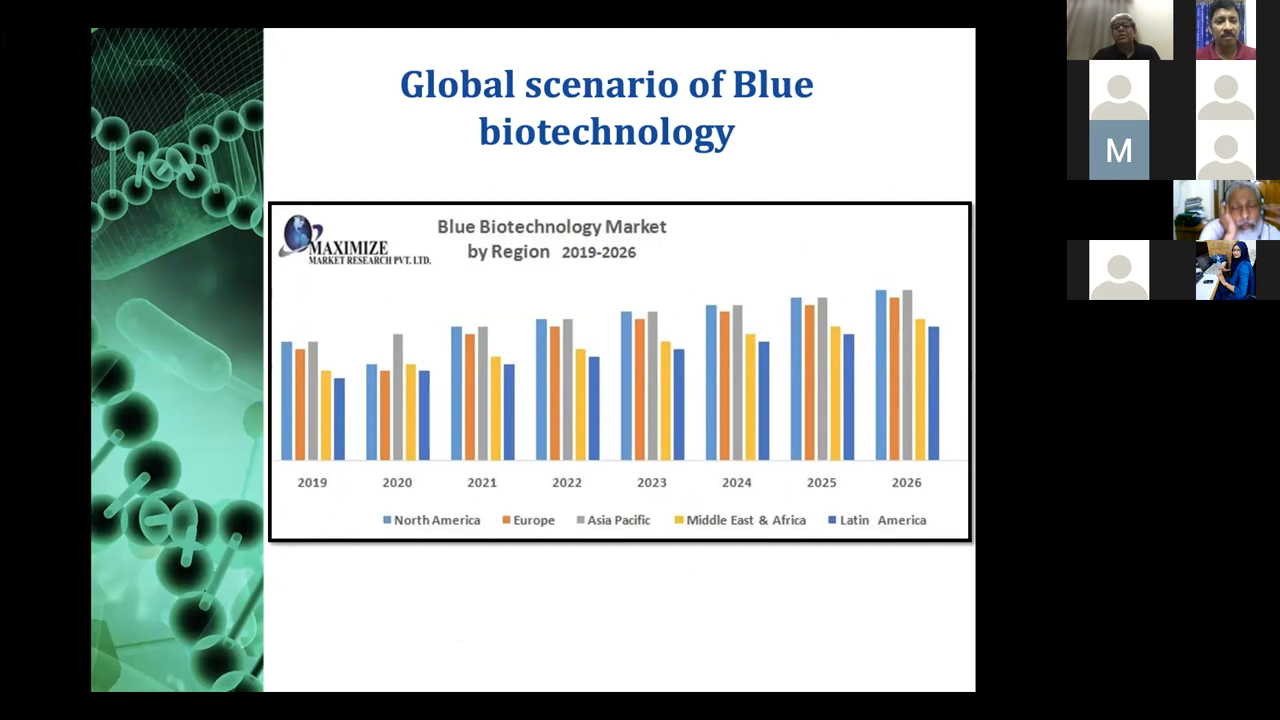 Global scenario of Blue
biotechnology
MAXIMIZE
MARKET RESEARCH PVT. LTD.
Blue Biotechnology Market
by Region 2019-2026
2019 2020 2021 2022 2023 2024 2025 2026
North America Europe Asia Pacific Middle East & Africa Latin America
M